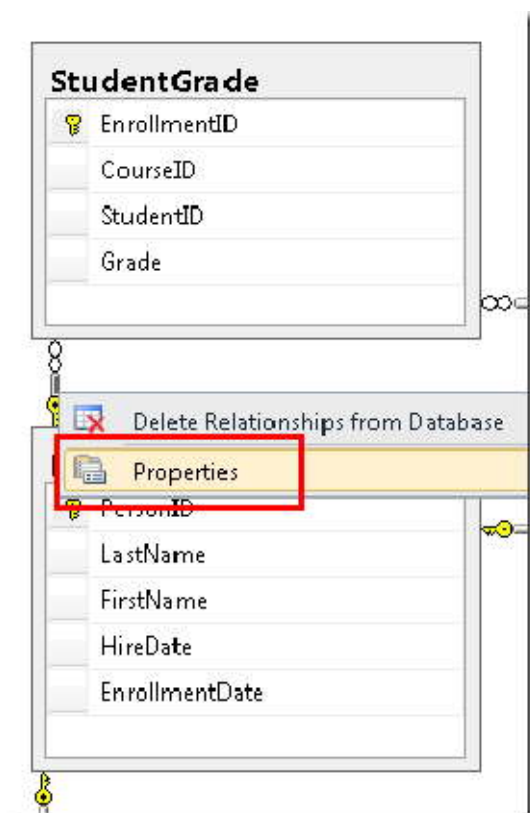 StudentGrade
EnrollmentID
CourseID
StudentID
Grade
Delete Relationships from Database
Properties
PersonID
LastName
FirstName
HireDate
EnrollmentDate